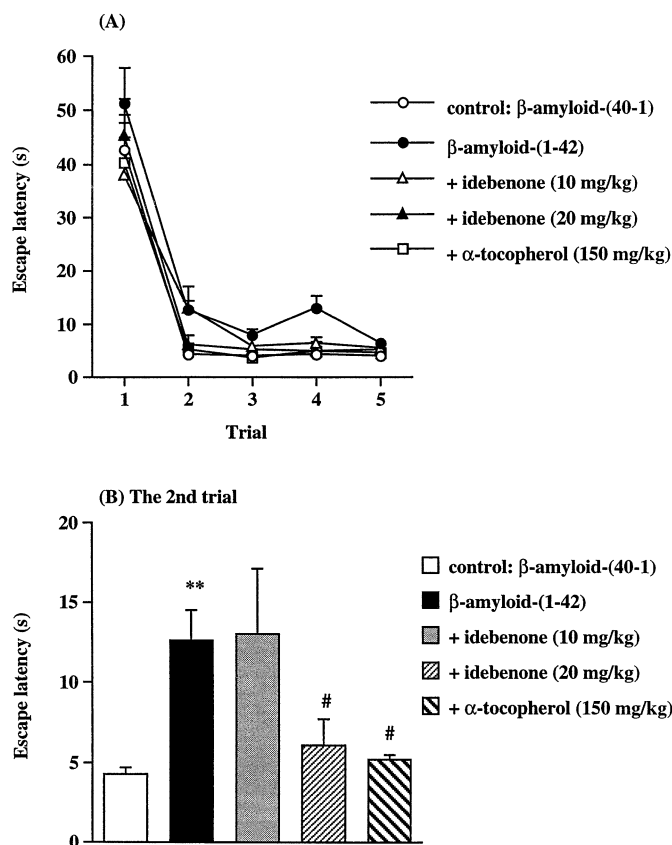 (A)
60
50
40
30
20
10
0
Escape latency (s)
1 2 3 4 5
Trial
control: β-amyloid-(40-1)
β-amyloid-(1-42)
+ idebenone (10 mg/kg)
+ idebenone (20 mg/kg)
+ α-tocopherol (150 mg/kg)
(B) The 2nd trial
20
15
10
5
0
Escape latency (s)
**
#
#
control: β-amyloid-(40-1)
β-amyloid-(1-42)
+ idebenone (10 mg/kg)
+ idebenone (20 mg/kg)
+ α-tocopherol (150 mg/kg)